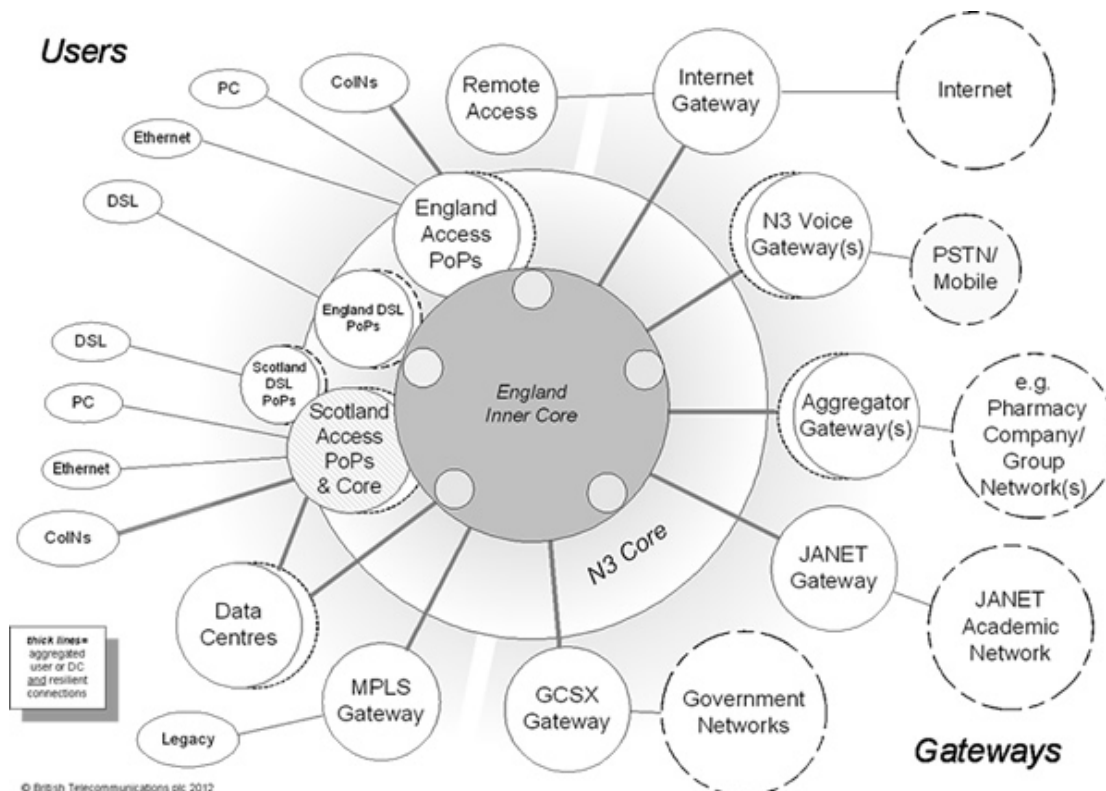 Users
PC
CoINs
Remote
Access
Internet
Gateway
Internet
Ethernet
DSL
England
Access
PoPs
N3 Voice
Gateway(s)
PSTN/
Mobile
England DSL
PoPs
DSL
Scotland
DSL
PoPs
PC
Scotland
Access
PoPs
& Core
England
Inner Core
Aggregator
Gateway(s)
e.g.
Pharmacy
Company/
Group
Network(s)
Ethernet
CoINs
N3 Core
JANET
Gateway
JANET
Academic
Network
Data
Centres
thick lines=
aggregated
user or DC
and resilient
connections
MPLS
Gateway
GCSX
Gateway
Government
Networks
Legacy
Gateways
© British Telecommunications plc 2012